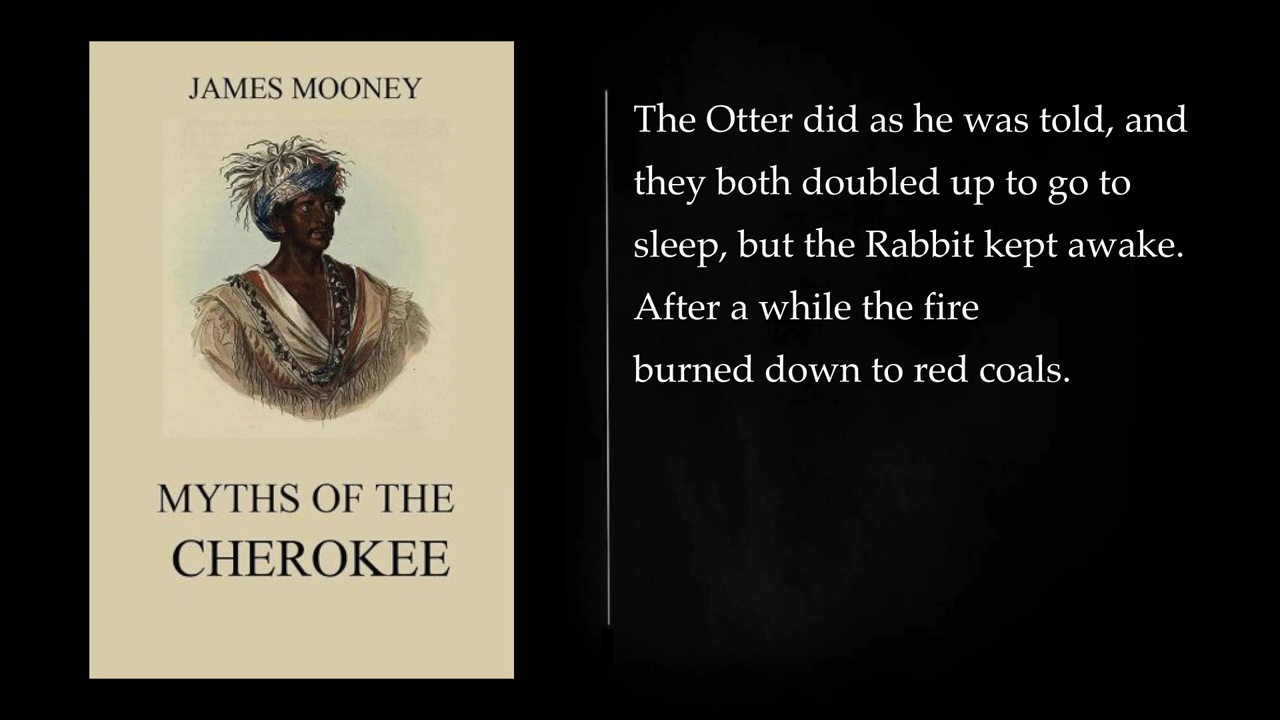 JAMES MOONEY
MYTHS OF THE
CHEROKEE
The Otter did as he was told, and
they both doubled up to go to
sleep, but the Rabbit kept awake.
After a while the fire
burned down to red coals.